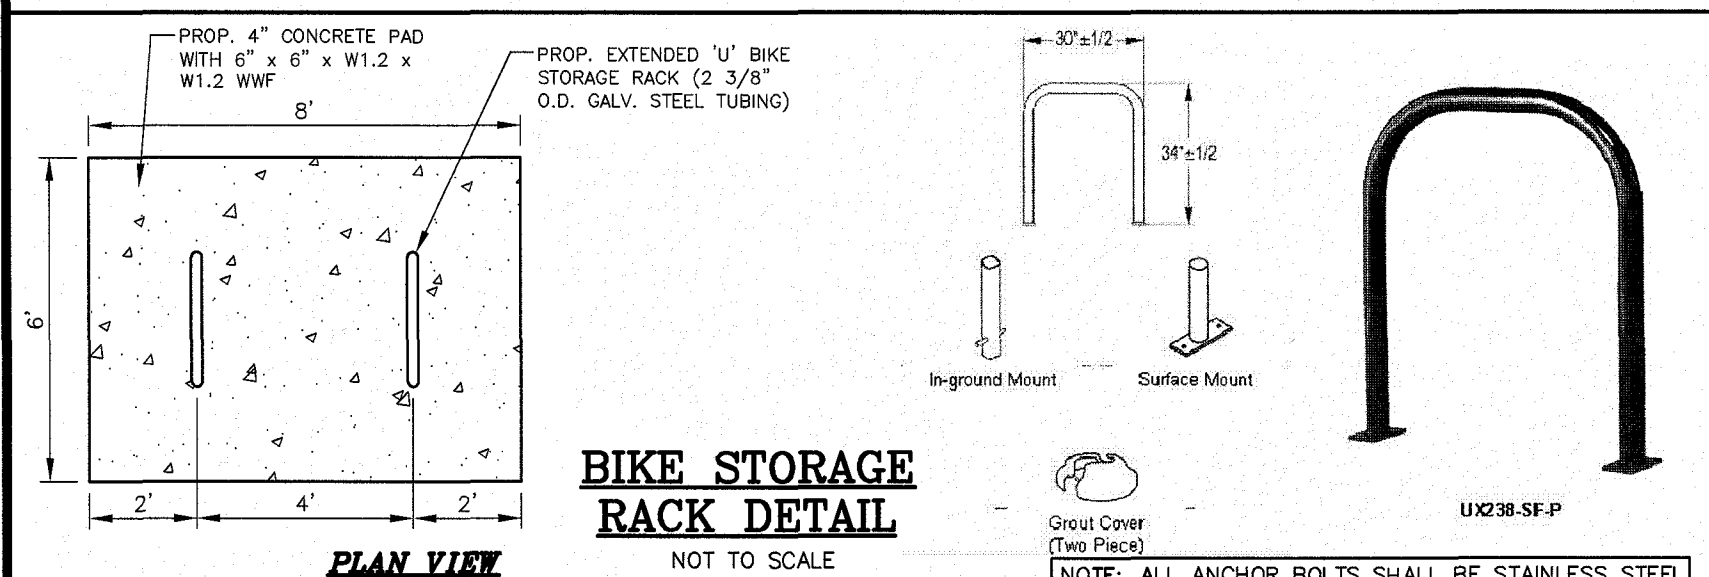 PROP. 4" CONCRETE PAD
WITH 6" x 6" x W1.2 x
W1.2 WWF
PROP. EXTENDED 'U' BIKE
STORAGE RACK (2 3/8"
O.D. GALV. STEEL TUBING)
8'
6'
2'
4'
2'
PLAN VIEW
BIKE STORAGE
RACK DETAIL
NOT TO SCALE
30"±1/2
34"±1/2
In-ground Mount
Surface Mount
Grout Cover
(Two Piece)
UX238-SF-P
NOTE: ALL ANCHOR BOLTS SHALL BE STAINLESS STEEL